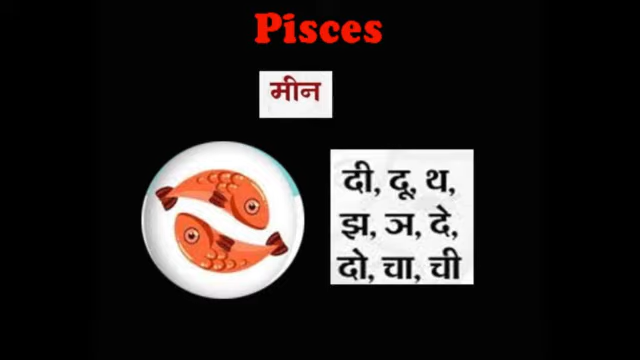 Pisces
मीन
दी, दू, थ,
झ, ञ, दे,
दो, चा, ची